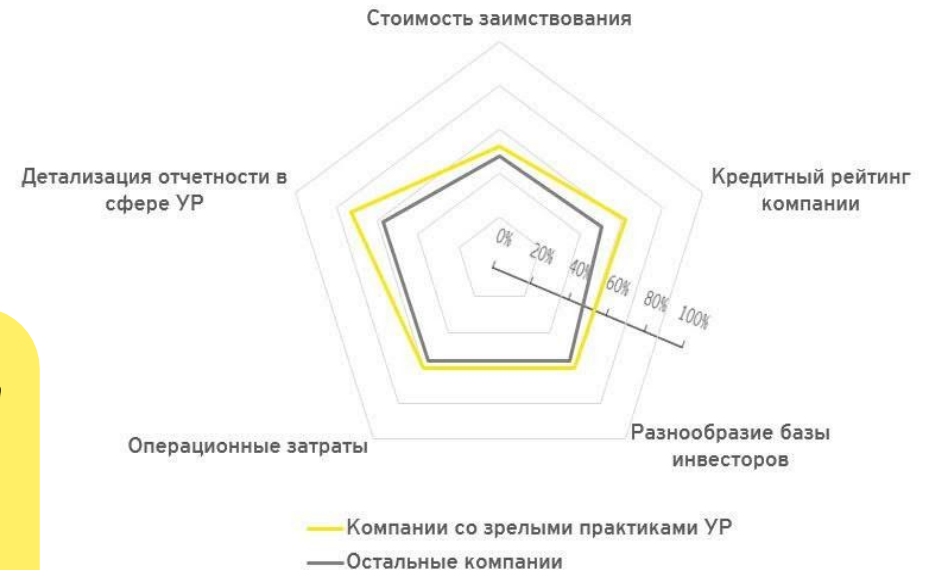 Стоимость заимствования
Детализация отчетности в
сфере УР
Кредитный рейтинг
компании
0%
20%
40%
60%
80%
100%
Операционные затраты
Разнообразие базы
инвесторов
Компании со зрелыми практиками УР
Остальные компании